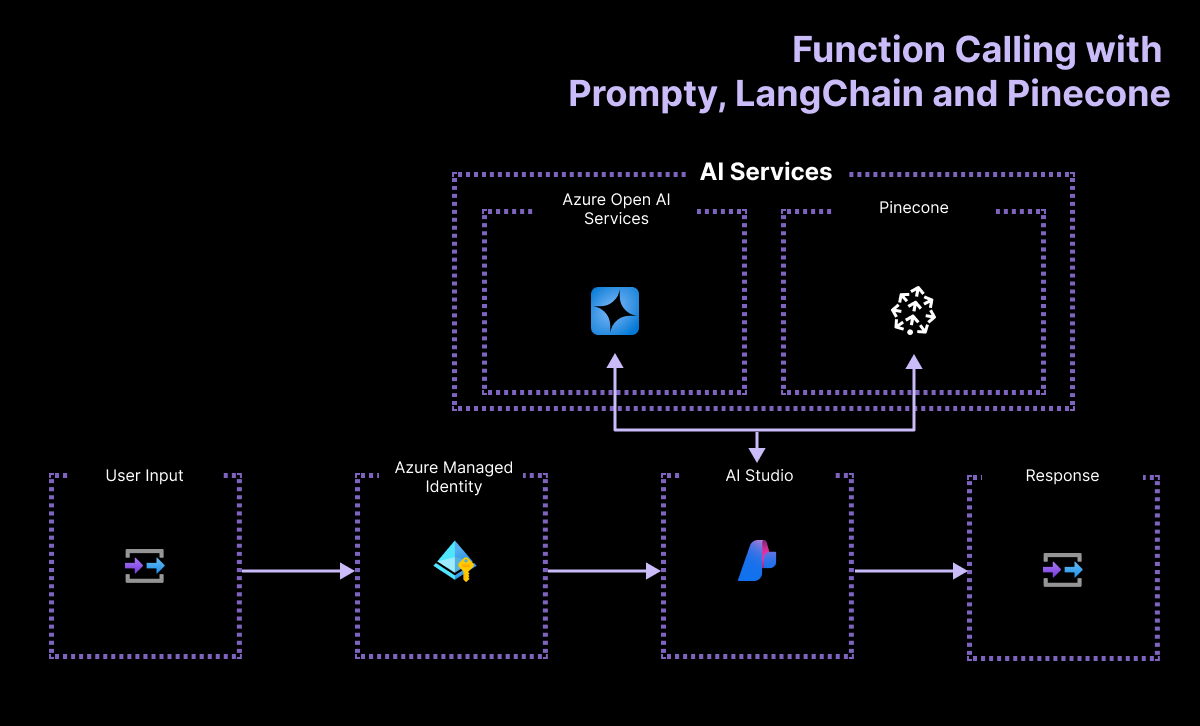 Function Calling with
Prompty, LangChain and Pinecone
AI Services
Azure Open AI
Services
Pinecone
User Input
Azure Managed
Identity
AI Studio
Response